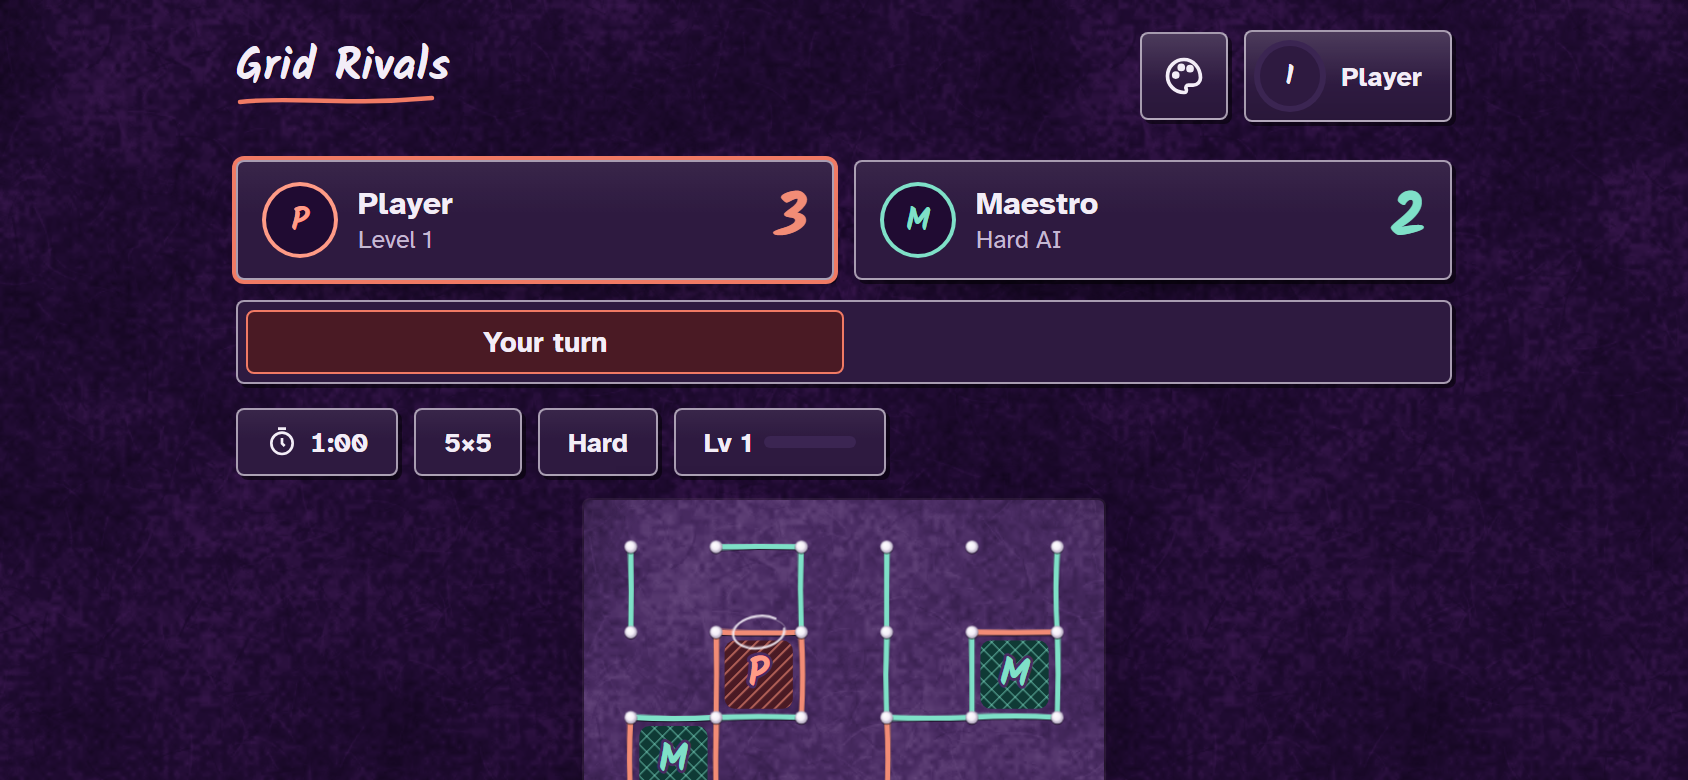 Grid Rivals
1 Player
P Player 3
Level 1
M Maestro 2
Hard AI
Your turn
1:00 5×5 Hard Lv 1
P M
M